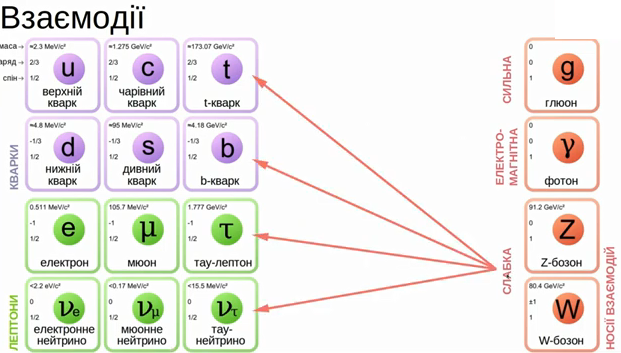 Взаємодії
маса→ ≈2.3 MeV/c² ≈1.275 GeV/c² ≈173.07 GeV/c² 0
заряд→ 2/3 2/3 2/3 0
спін→ 1/2 1/2 1/2 1
u c t g
верхній кварк чарівний кварк t-кварк глюон
СИЛЬНА
≈4.8 MeV/c² ≈95 MeV/c² ≈4.18 GeV/c² 0
-1/3 -1/3 -1/3 0
1/2 1/2 1/2 1
d s b γ
нижній кварк дивний кварк b-кварк фотон
КВАРКИ
ЕЛЕКТРО-
МАГНІТНА
0.511 MeV/c² 105.7 MeV/c² 1.777 GeV/c² 91.2 GeV/c²
-1 -1 -1 0
1/2 1/2 1/2 1
e μ τ Z
електрон мюон тау-лептон Z-бозон
СЛАБКА
<2.2 eV/c² <0.17 MeV/c² <15.5 MeV/c² 80.4 GeV/c²
0 0 0 ±1
1/2 1/2 1/2 1
νe νμ ντ W
електронне нейтрино мюонне нейтрино тау-нейтрино W-бозон
ЛЕПТОНИ
НОСІЇ ВЗАЄМОДІЙ